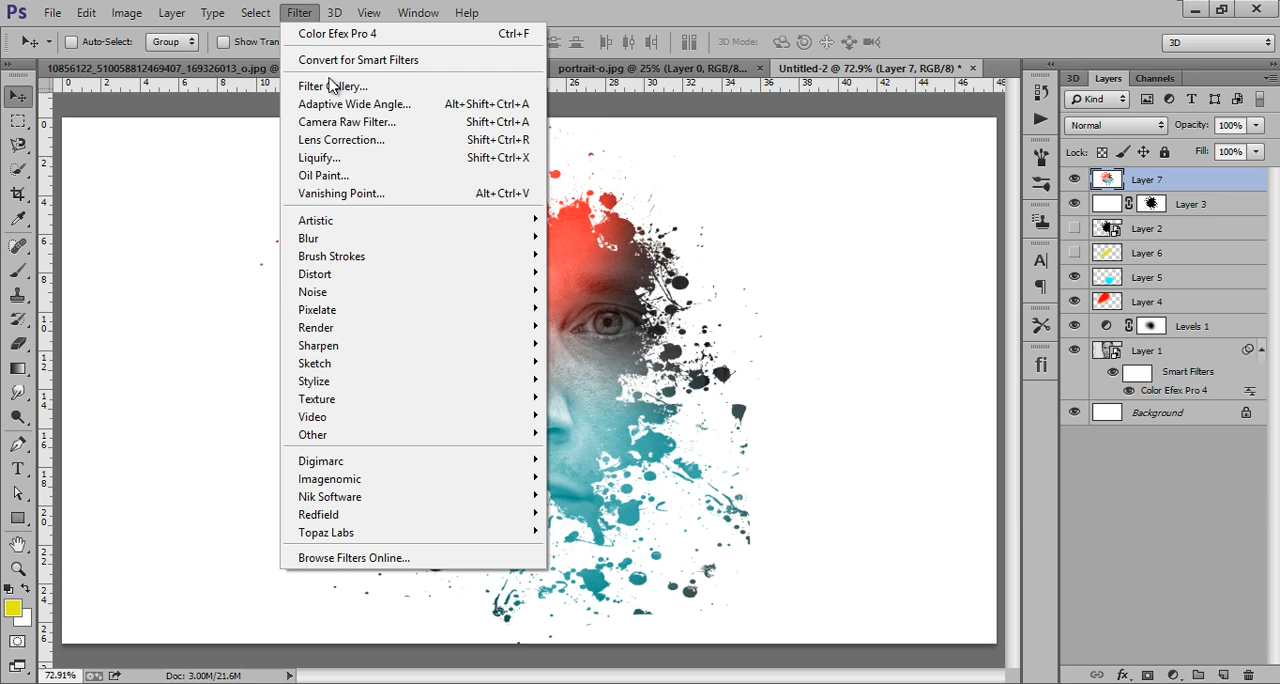 Ps File Edit Image Layer Type Select Filter 3D View Window Help
Auto-Select: Group Show Tran 3D Mode: 3D
10856122_510058812469407_169326013_o.jpg @ portrait-o.jpg @ 25% (Layer 0, RGB/8... × Untitled-2 @ 72.9% (Layer 7, RGB/8) * ×
Color Efex Pro 4 Ctrl+F
Convert for Smart Filters
Filter Gallery...
Adaptive Wide Angle... Alt+Shift+Ctrl+A
Camera Raw Filter... Shift+Ctrl+A
Lens Correction... Shift+Ctrl+R
Liquify... Shift+Ctrl+X
Oil Paint...
Vanishing Point... Alt+Ctrl+V
Artistic
Blur
Brush Strokes
Distort
Noise
Pixelate
Render
Sharpen
Sketch
Stylize
Texture
Video
Other
Digimarc
Imagenomic
Nik Software
Redfield
Topaz Labs
Browse Filters Online...
3D Layers Channels
Kind
Normal Opacity: 100%
Lock: Fill: 100%
Layer 7
Layer 3
Layer 2
Layer 6
Layer 5
Layer 4
Levels 1
Layer 1
Smart Filters
Color Efex Pro 4
Background
72.91% Doc: 3.00M/21.6M